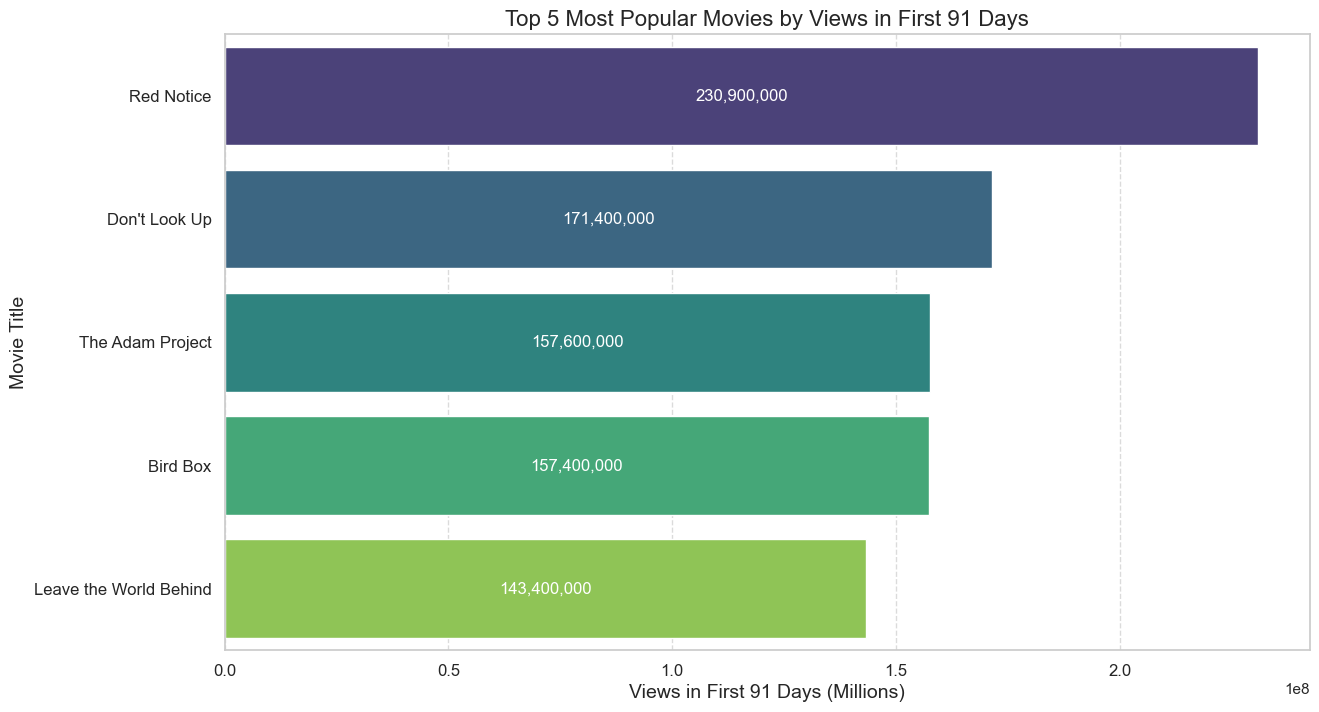 Top 5 Most Popular Movies by Views in First 91 Days
Movie Title
Red Notice
230,900,000
Don't Look Up
171,400,000
The Adam Project
157,600,000
Bird Box
157,400,000
Leave the World Behind
143,400,000
0.0 0.5 1.0 1.5 2.0
1e8
Views in First 91 Days (Millions)